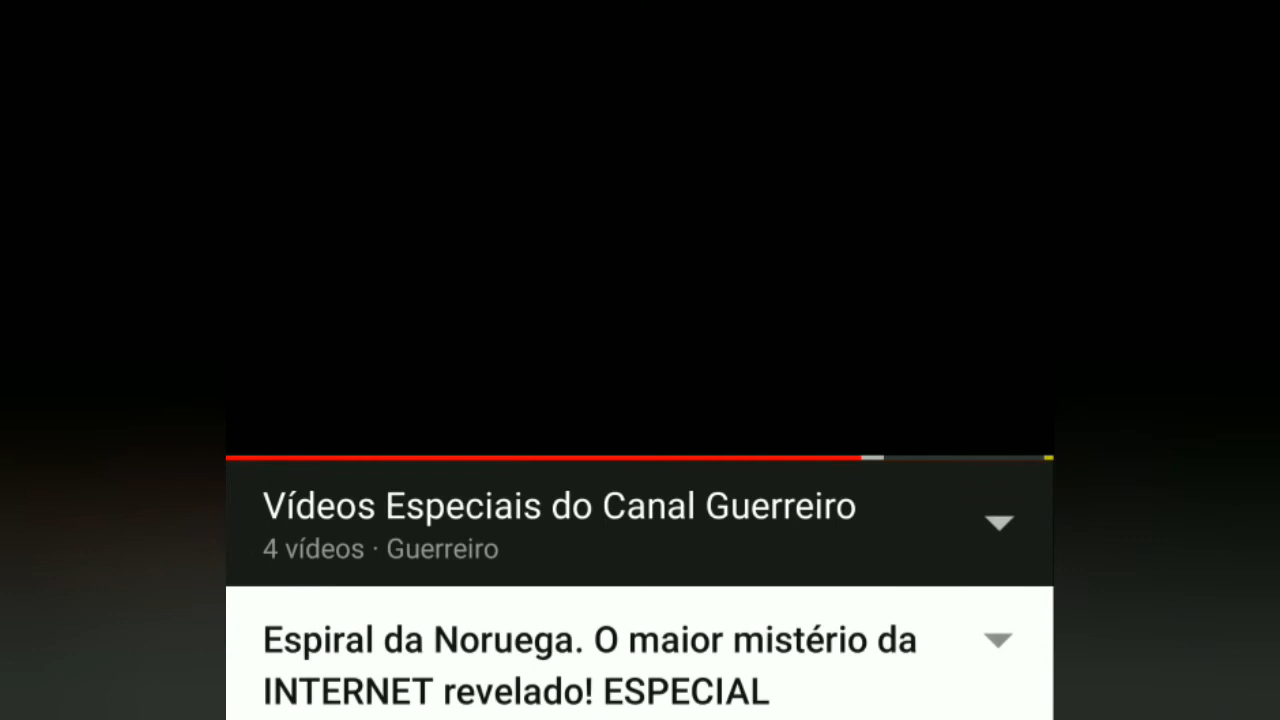 Vídeos Especiais do Canal Guerreiro
4 vídeos · Guerreiro
Espiral da Noruega. O maior mistério da
INTERNET revelado! ESPECIAL